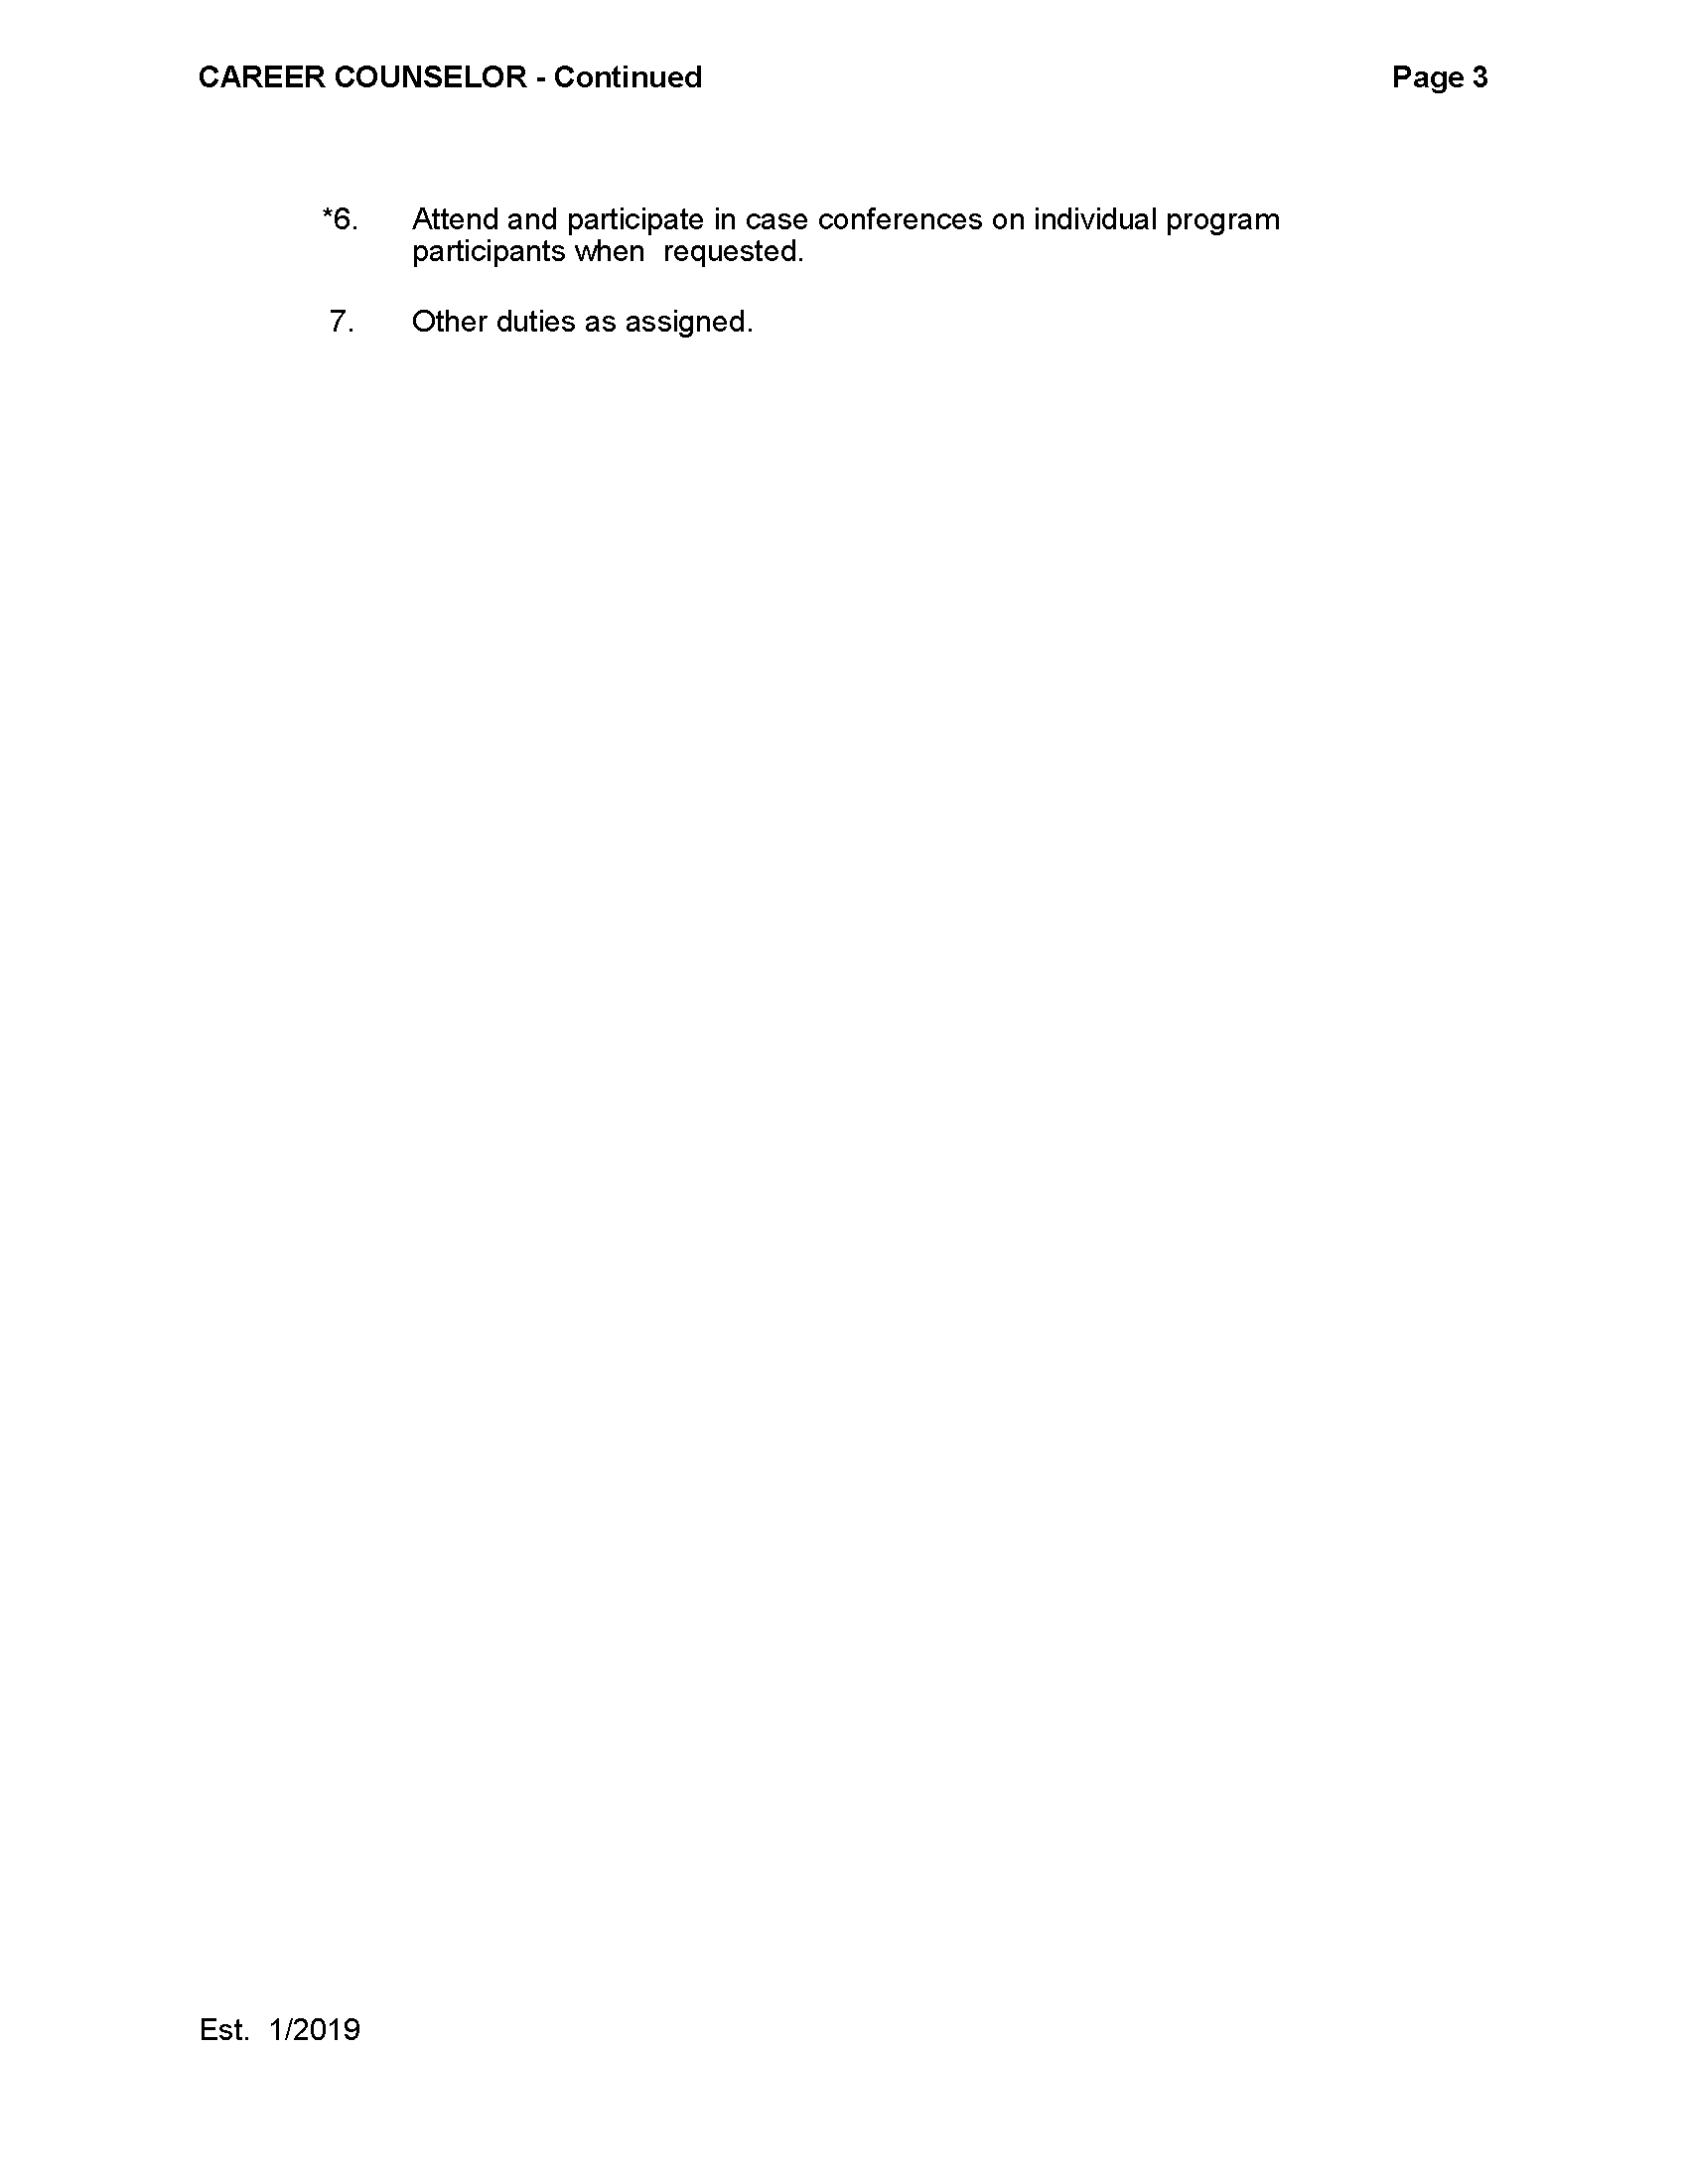 CAREER COUNSELOR - Continued Page 3
*6. Attend and participate in case conferences on individual program
participants when  requested.
7. Other duties as assigned.
Est.  1/2019